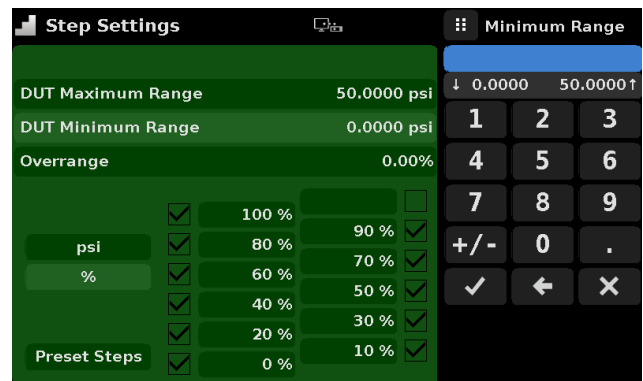 Step Settings
Minimum Range
↓ 0.0000 50.0000↑
DUT Maximum Range 50.0000 psi
DUT Minimum Range 0.0000 psi
Overrange 0.00%
1 2 3
4 5 6
7 8 9
+/- 0 .
100 %
90 %
psi
80 %
70 %
%
60 %
50 %
40 %
30 %
20 %
10 %
Preset Steps
0 %